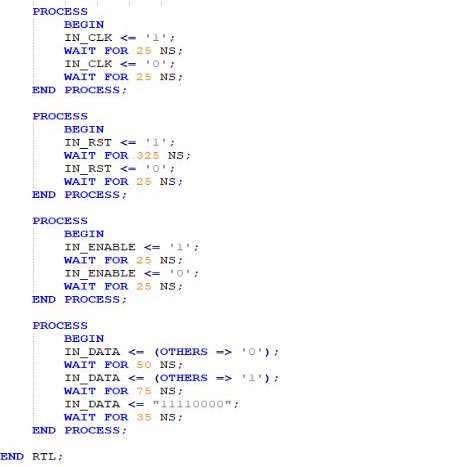 PROCESS
BEGIN
IN_CLK <= '1';
WAIT FOR 25 NS;
IN_CLK <= '0';
WAIT FOR 25 NS;
END PROCESS;
PROCESS
BEGIN
IN_RST <= '1';
WAIT FOR 325 NS;
IN_RST <= '0';
WAIT FOR 25 NS;
END PROCESS;
PROCESS
BEGIN
IN_ENABLE <= '1';
WAIT FOR 25 NS;
IN_ENABLE <= '0';
WAIT FOR 25 NS;
END PROCESS;
PROCESS
BEGIN
IN_DATA <= (OTHERS => '0');
WAIT FOR 50 NS;
IN_DATA <= (OTHERS => '1');
WAIT FOR 75 NS;
IN_DATA <= "11110000";
WAIT FOR 35 NS;
END PROCESS;
END RTL;